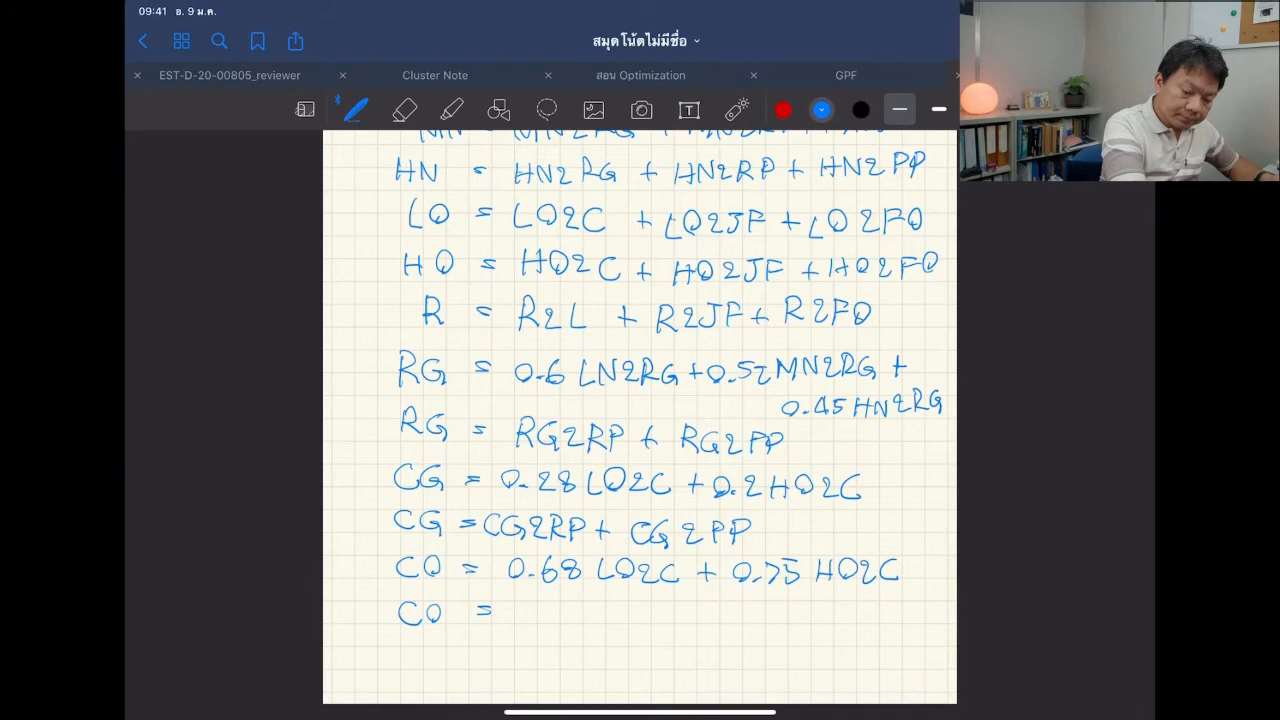 09:41 อ. 9 ม.ค.
สมุดโน้ตไม่มีชื่อ
EST-D-20-00805_reviewer
Cluster Note
สอน Optimization
GPF
HN = HN2RG + HN2RP + HN2PP
LO = LO2C + LO2JF + LO2FO
HO = HO2C + HO2JF + HO2FO
R = R2L + R2JF + R2FO
RG = 0.6 LN2RG + 0.52 MN2RG +
0.45 HN2RG
RG = RG2RP + RG2PP
CG = 0.28 LO2C + 0.2 HO2C
CG = CG2RP + CG2PP
CO = 0.68 LO2C + 0.75 HO2C
CO =